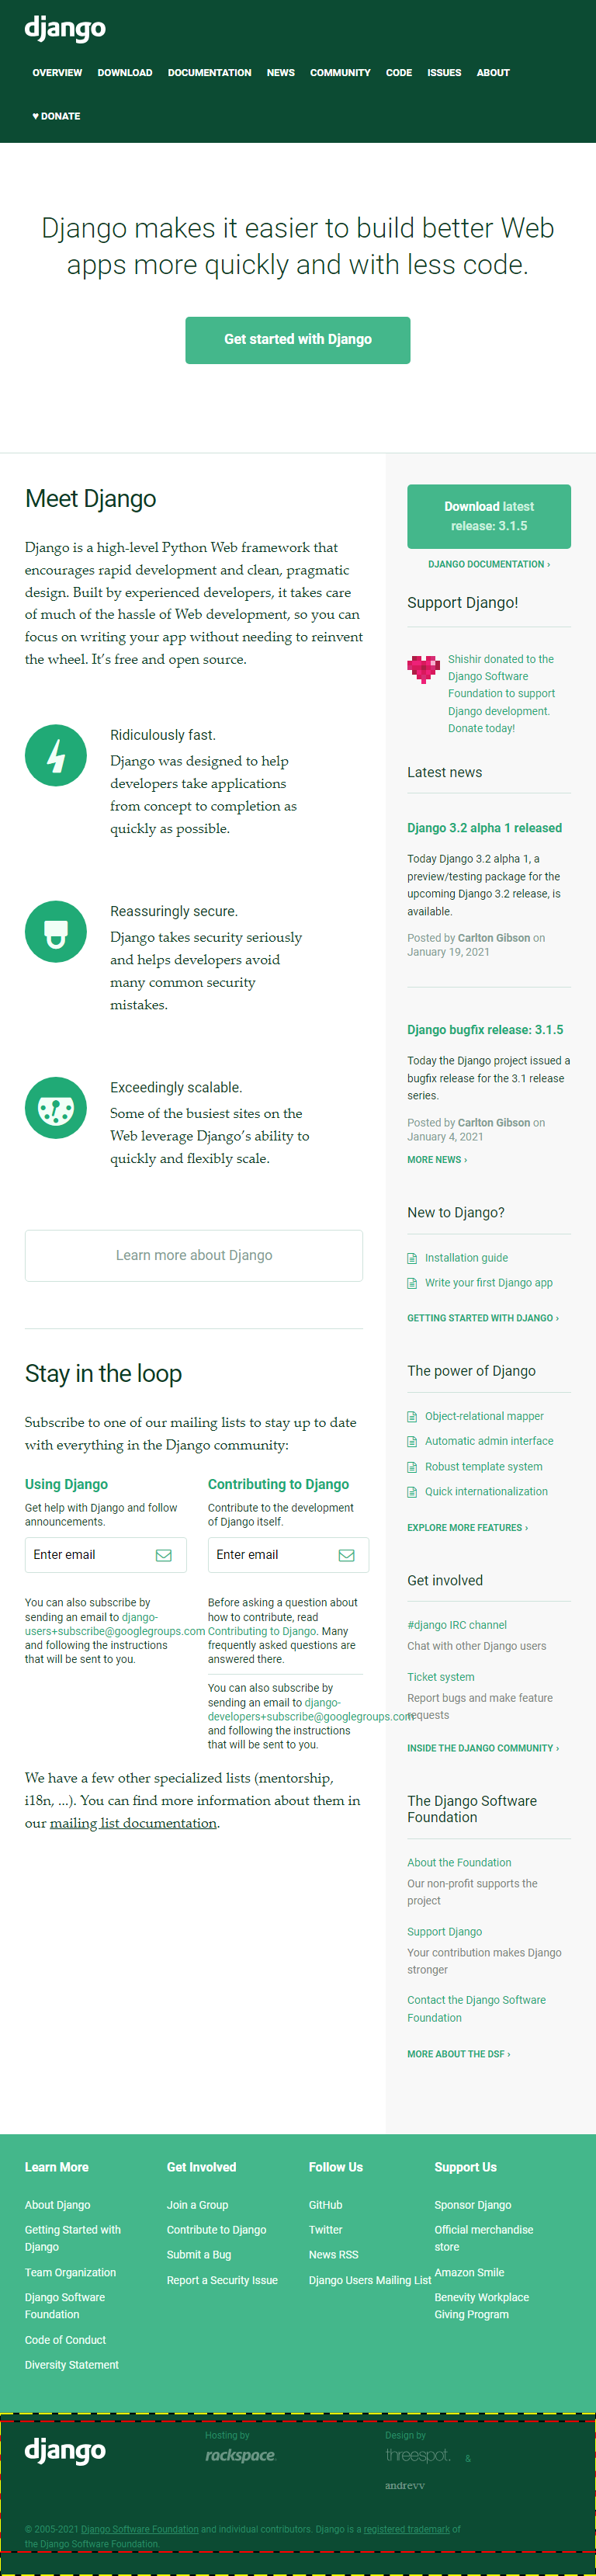 django
OVERVIEW DOWNLOAD DOCUMENTATION NEWS COMMUNITY CODE ISSUES ABOUT
♥ DONATE
Django makes it easier to build better Web
apps more quickly and with less code.
Get started with Django
Meet Django
Django is a high-level Python Web framework that
encourages rapid development and clean, pragmatic
design. Built by experienced developers, it takes care
of much of the hassle of Web development, so you can
focus on writing your app without needing to reinvent
the wheel. It’s free and open source.
Ridiculously fast.
Django was designed to help
developers take applications
from concept to completion as
quickly as possible.
Reassuringly secure.
Django takes security seriously
and helps developers avoid
many common security
mistakes.
Exceedingly scalable.
Some of the busiest sites on the
Web leverage Django’s ability to
quickly and flexibly scale.
Learn more about Django
Stay in the loop
Subscribe to one of our mailing lists to stay up to date
with everything in the Django community:
Using Django
Get help with Django and follow
announcements.
Enter email
You can also subscribe by
sending an email to django-
users+subscribe@googlegroups.com
and following the instructions
that will be sent to you.
Contributing to Django
Contribute to the development
of Django itself.
Enter email
Before asking a question about
how to contribute, read
Contributing to Django. Many
frequently asked questions are
answered there.
You can also subscribe by
sending an email to django-
developers+subscribe@googlegroups.com
and following the instructions
that will be sent to you.
We have a few other specialized lists (mentorship,
i18n, ...). You can find more information about them in
our mailing list documentation.
Download latest
release: 3.1.5
DJANGO DOCUMENTATION ›
Support Django!
Shishir donated to the
Django Software
Foundation to support
Django development.
Donate today!
Latest news
Django 3.2 alpha 1 released
Today Django 3.2 alpha 1, a
preview/testing package for the
upcoming Django 3.2 release, is
available.
Posted by Carlton Gibson on
January 19, 2021
Django bugfix release: 3.1.5
Today the Django project issued a
bugfix release for the 3.1 release
series.
Posted by Carlton Gibson on
January 4, 2021
MORE NEWS ›
New to Django?
Installation guide
Write your first Django app
GETTING STARTED WITH DJANGO ›
The power of Django
Object-relational mapper
Automatic admin interface
Robust template system
Quick internationalization
EXPLORE MORE FEATURES ›
Get involved
#django IRC channel
Chat with other Django users
Ticket system
Report bugs and make feature
requests
INSIDE THE DJANGO COMMUNITY ›
The Django Software
Foundation
About the Foundation
Our non-profit supports the
project
Support Django
Your contribution makes Django
stronger
Contact the Django Software
Foundation
MORE ABOUT THE DSF ›
Learn More
About Django
Getting Started with
Django
Team Organization
Django Software
Foundation
Code of Conduct
Diversity Statement
Get Involved
Join a Group
Contribute to Django
Submit a Bug
Report a Security Issue
Follow Us
GitHub
Twitter
News RSS
Django Users Mailing List
Support Us
Sponsor Django
Official merchandise
store
Amazon Smile
Benevity Workplace
Giving Program
django
Hosting by
rackspace.
Design by
threespot. &
andrevv
© 2005-2021 Django Software Foundation and individual contributors. Django is a registered trademark of
the Django Software Foundation.